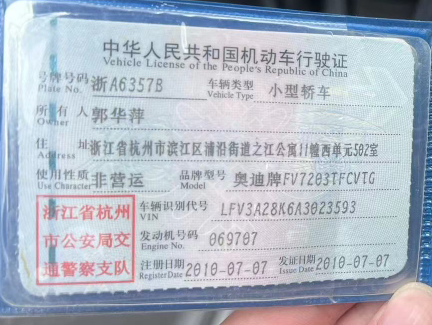 中华人民共和国机动车行驶证
Vehicle License of the People's Republic of China
号牌号码 浙A6357B 车辆类型 小型轿车
Plate No. Vehicle Type
所有人 郭华萍
Owner
住址 浙江省杭州市滨江区浦沿街道之江公寓11幢西单元502室
Address
使用性质 非营运 品牌型号 奥迪牌FV7203TFCVTG
Use Character Model
浙江省杭州
市公安局交
通警察支队
车辆识别代号 LFV3A28K6A3023593
VIN
发动机号码 069707
Engine No.
注册日期 2010-07-07 发证日期 2010-07-07
Register Date Issue Date